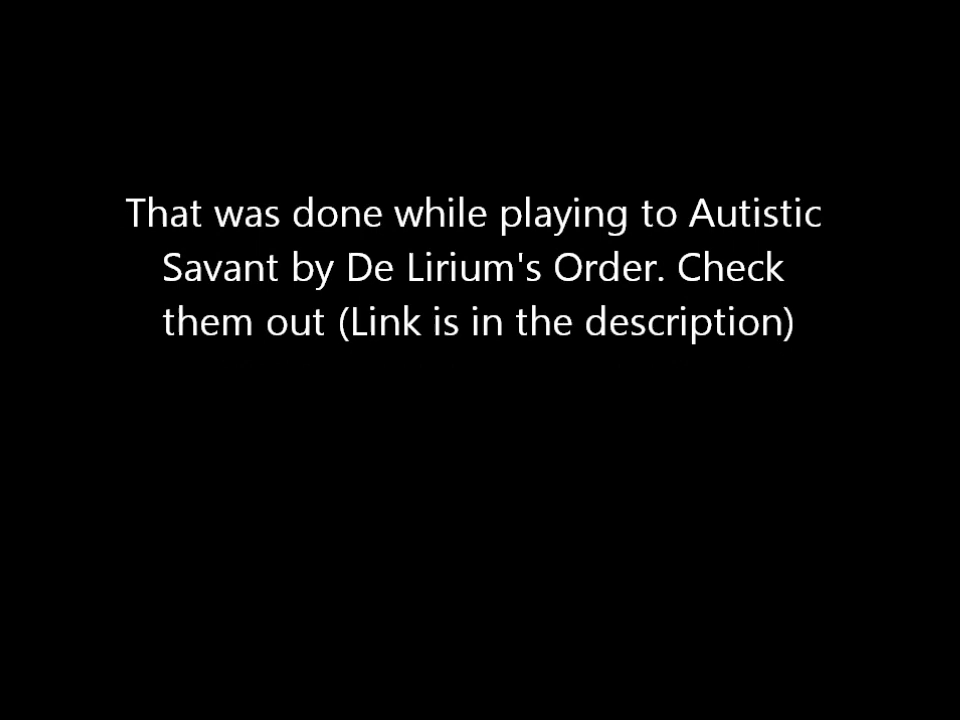 That was done while playing to Autistic
Savant by De Lirium's Order. Check
them out (Link is in the description)